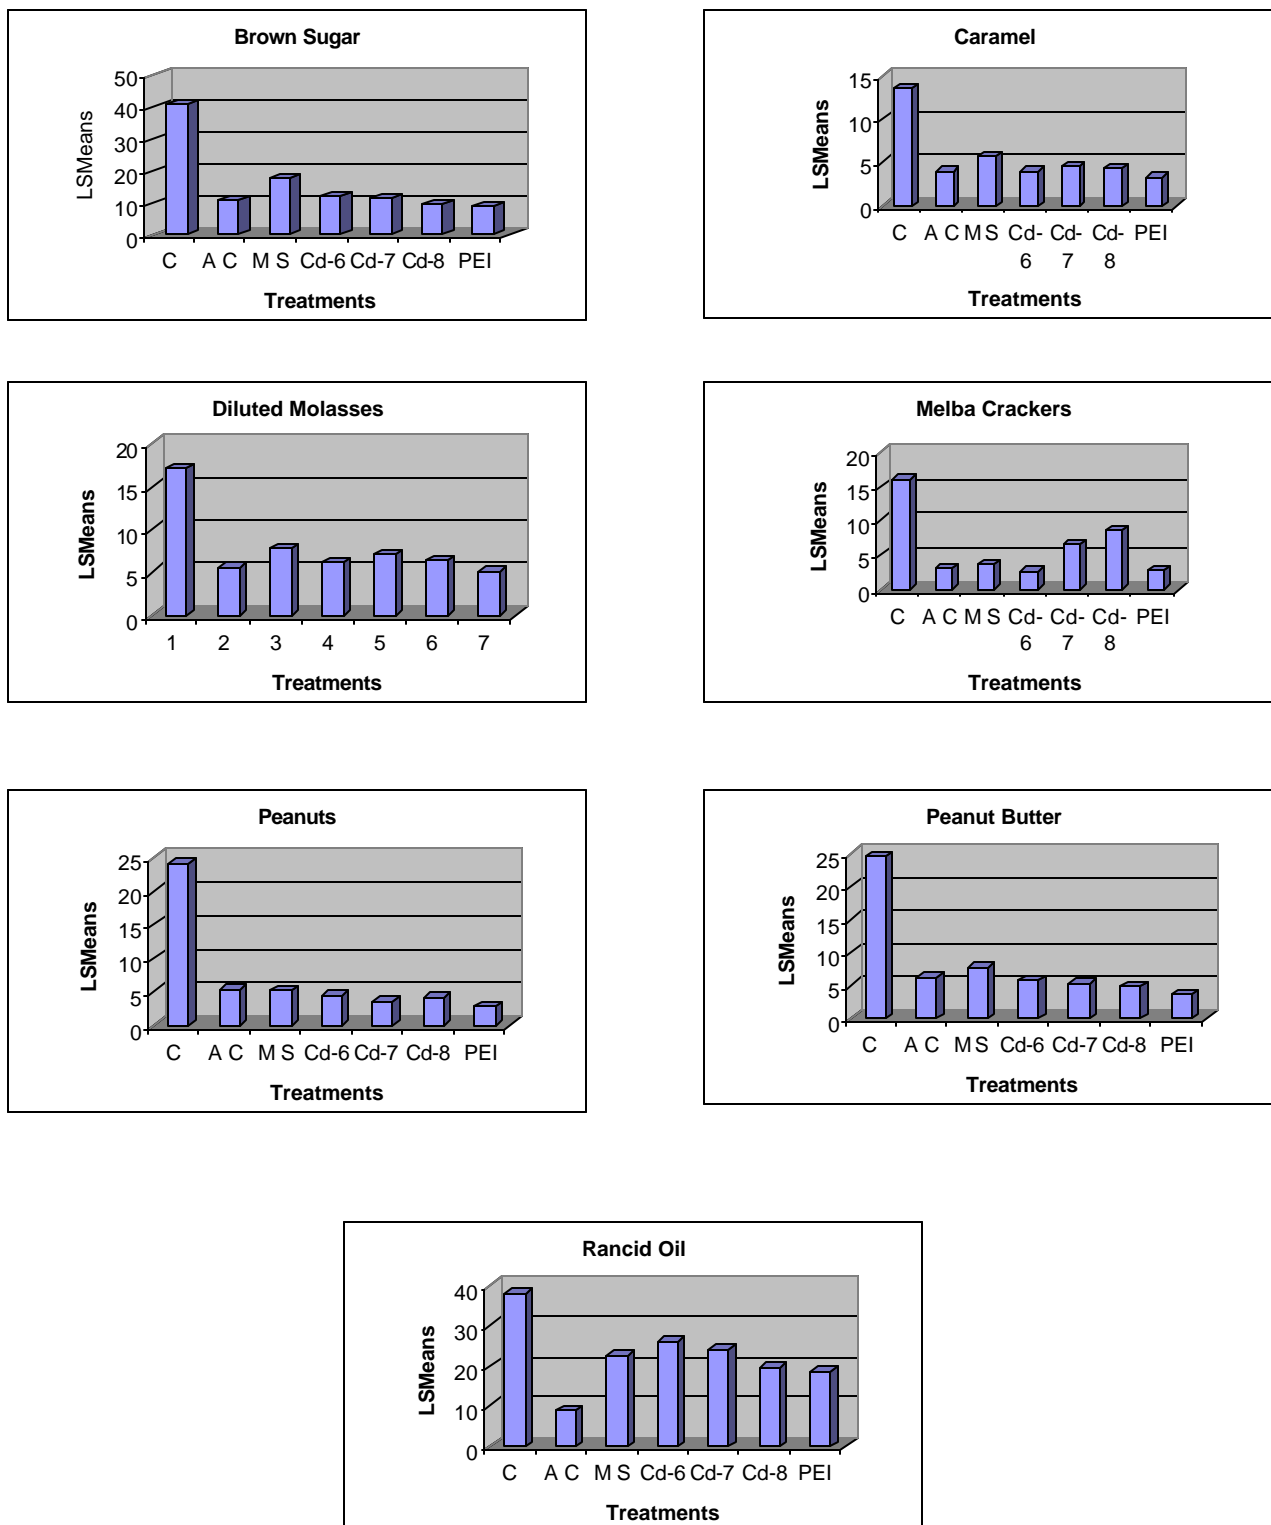 Brown Sugar
LSMeans
50
40
30
20
10
0
C A C M S Cd-6 Cd-7 Cd-8 PEI
Treatments
Caramel
LSMeans
15
10
5
0
C A C M S Cd- Cd- Cd- PEI
6 7 8
Treatments
Diluted Molasses
LSMeans
20
15
10
5
0
1 2 3 4 5 6 7
Treatments
Melba Crackers
LSMeans
20
15
10
5
0
C A C M S Cd- Cd- Cd- PEI
6 7 8
Treatments
Peanuts
LSMeans
25
20
15
10
5
0
C A C M S Cd-6 Cd-7 Cd-8 PEI
Treatments
Peanut Butter
LSMeans
25
20
15
10
5
0
C A C M S Cd-6 Cd-7 Cd-8 PEI
Treatments
Rancid Oil
LSMeans
40
30
20
10
0
C A C M S Cd-6 Cd-7 Cd-8 PEI
Treatments